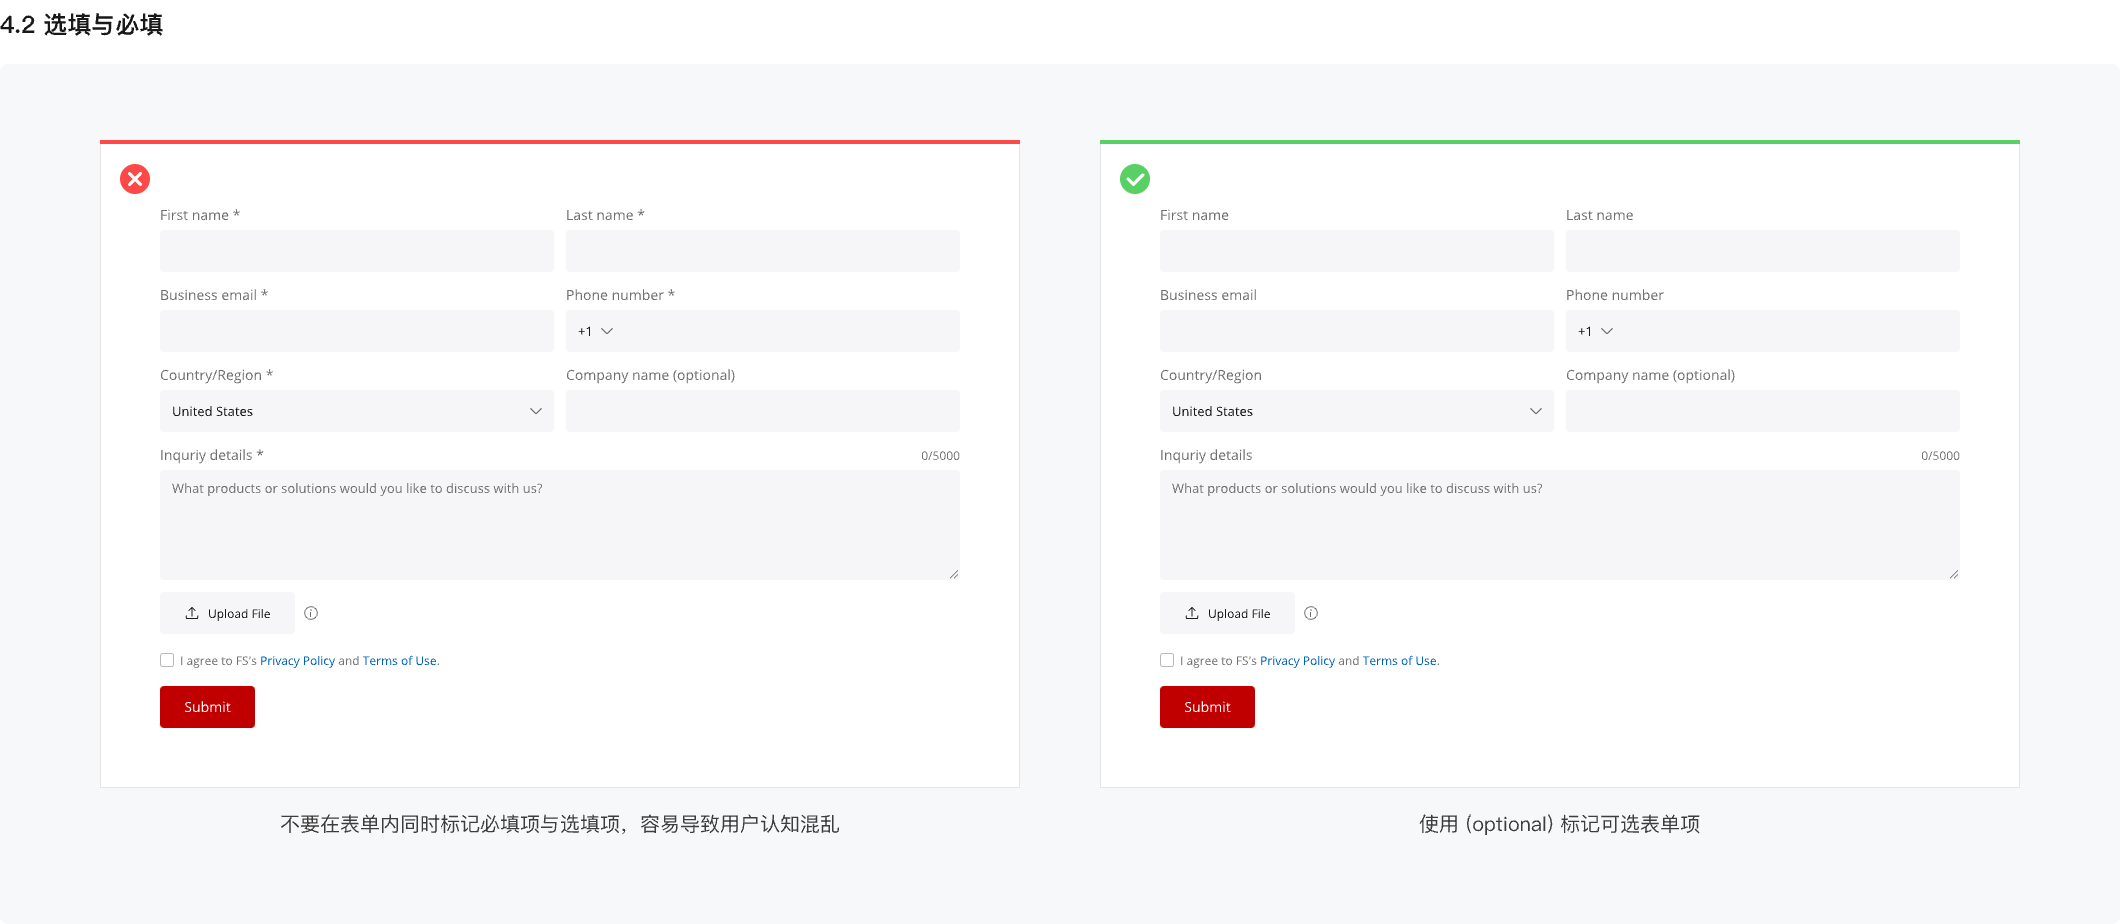 4.2 选填与必填
First name *
Last name *
Business email *
Phone number *
+1
Country/Region *
Company name (optional)
United States
Inquriy details *
0/5000
What products or solutions would you like to discuss with us?
Upload File
I agree to FS's Privacy Policy and Terms of Use.
Submit
不要在表单内同时标记必填项与选填项，容易导致用户认知混乱
First name
Last name
Business email
Phone number
+1
Country/Region
Company name (optional)
United States
Inquriy details
0/5000
What products or solutions would you like to discuss with us?
Upload File
I agree to FS's Privacy Policy and Terms of Use.
Submit
使用 (optional) 标记可选表单项